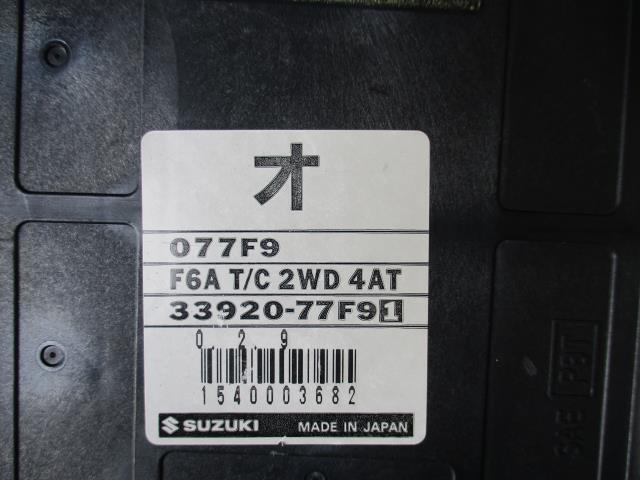 オ
077F9
F6A T/C 2WD 4AT
33920-77F91
0.2.9
1540003682
SUZUKI MADE IN JAPAN